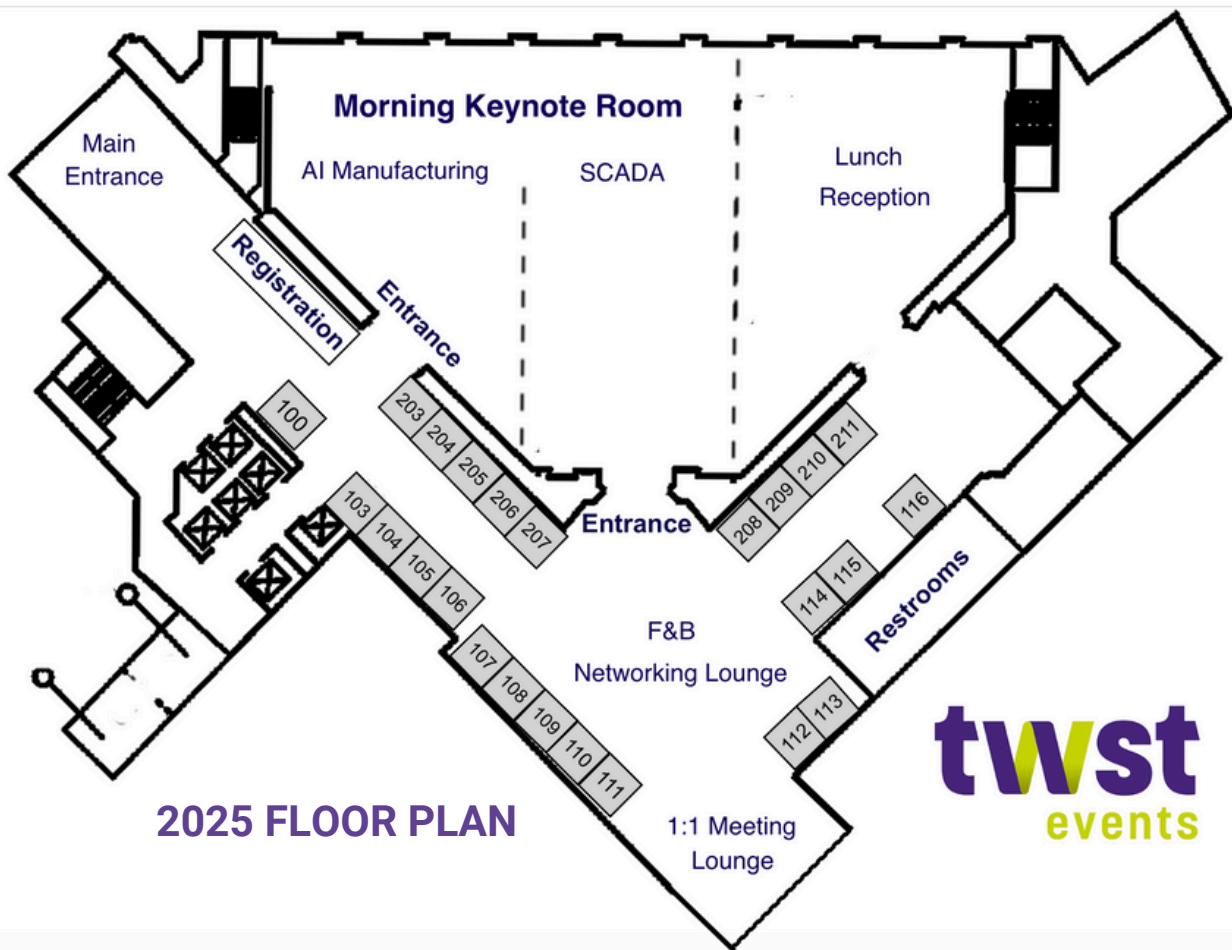 Morning Keynote Room
Main
Entrance
AI Manufacturing
SCADA
Lunch
Reception
Registration
Entrance
100
203
204
205
206
207
211
210
209
208
Entrance
103
104
105
106
116
115
114
Restrooms
F&B
Networking Lounge
107
108
109
110
111
113
112
2025 FLOOR PLAN
1:1 Meeting
Lounge
twst
events